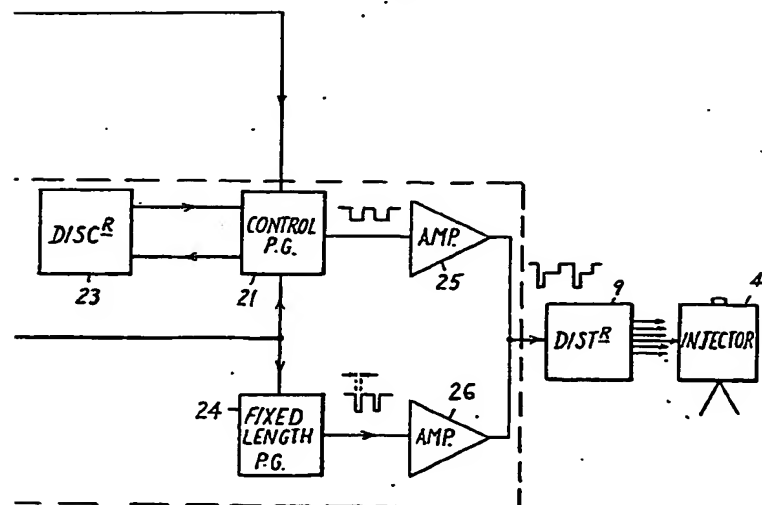 DISC R
23
CONTROL
P.G.
21
AMP.
25
9
DIST R
4
INJECTOR
24
FIXED
LENGTH
P.G.
26
AMP.